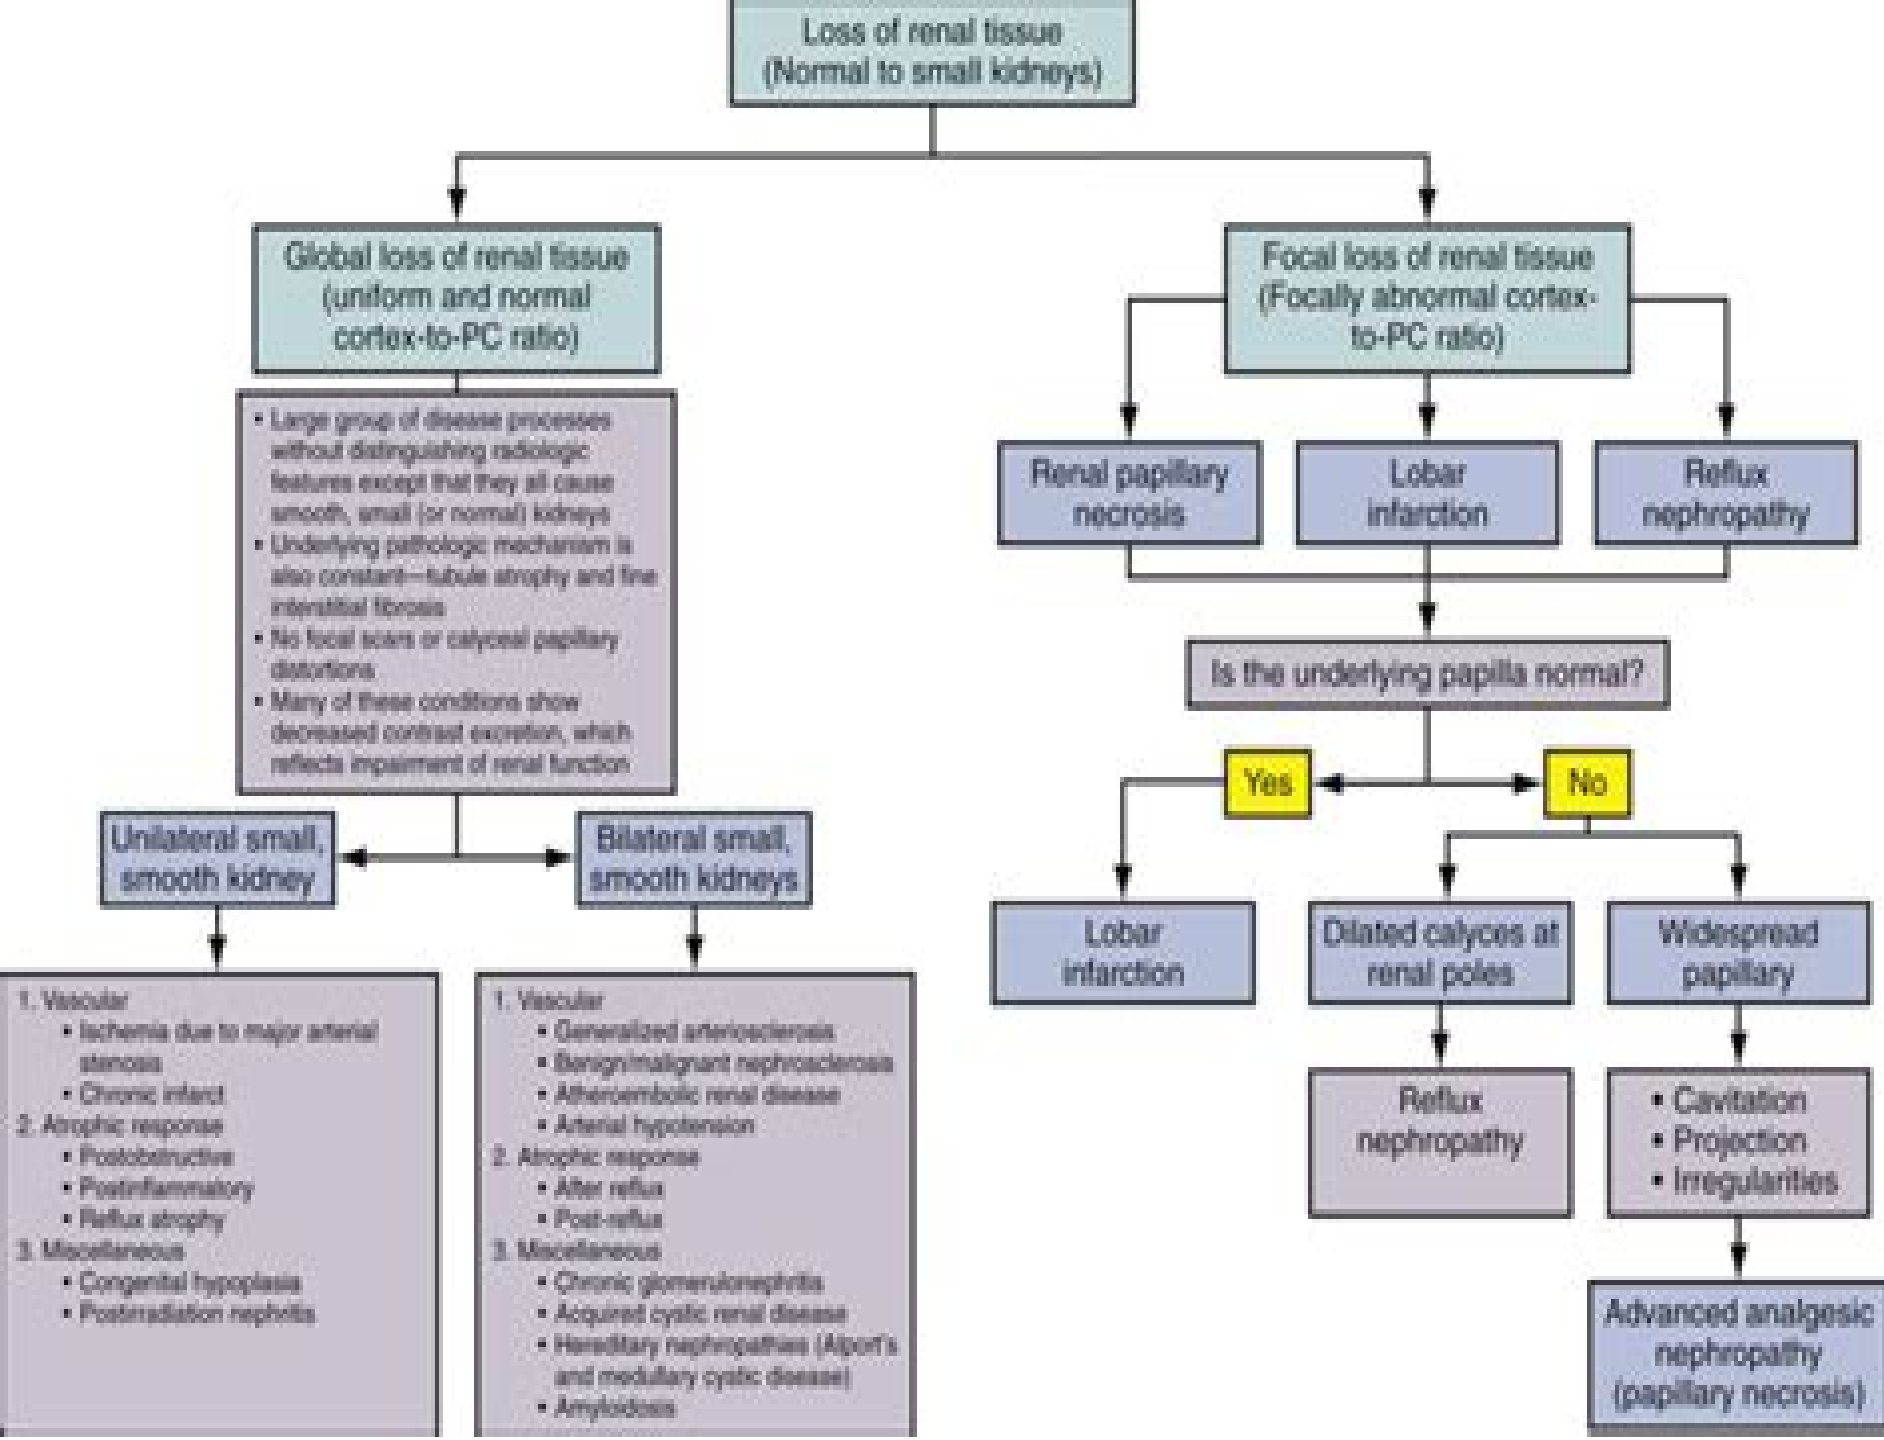 Loss of renal tissue
(Normal to small kidneys)
Global loss of renal tissue
(uniform and normal
cortex-to-PC ratio)
• Large group of disease processes
without distinguishing radiologic
features except that they all cause
smooth, small (or normal) kidneys
• Underlying pathologic mechanism is
also constant—tubule atrophy and fine
interstitial fibrosis
• No focal scars or calyceal papillary
distortions
• Many of these conditions show
decreased contrast excretion, which
reflects impairment of renal function
Unilateral small,
smooth kidney
Bilateral small,
smooth kidneys
1. Vascular
• Ischemia due to major arterial
stenosis
• Chronic infarct
2. Atrophic response
• Postobstructive
• Postinflammatory
• Reflux atrophy
3. Miscellaneous
• Congenital hypoplasia
• Postirradiation nephritis
1. Vascular
• Generalized arteriosclerosis
• Benign/malignant nephrosclerosis
• Atheroembolic renal disease
• Arterial hypotension
2. Atrophic response
• After reflux
• Post-reflux
3. Miscellaneous
• Chronic glomerulonephritis
• Acquired cystic renal disease
• Hereditary nephropathies (Alport's
and medullary cystic disease)
• Amyloidosis
Focal loss of renal tissue
(Focally abnormal cortex-
to-PC ratio)
Renal papillary
necrosis
Lobar
infarction
Reflux
nephropathy
Is the underlying papilla normal?
Yes
No
Lobar
infarction
Dilated calyces at
renal poles
Widespread
papillary
Reflux
nephropathy
• Cavitation
• Projection
• Irregularities
Advanced analgesic
nephropathy
(papillary necrosis)